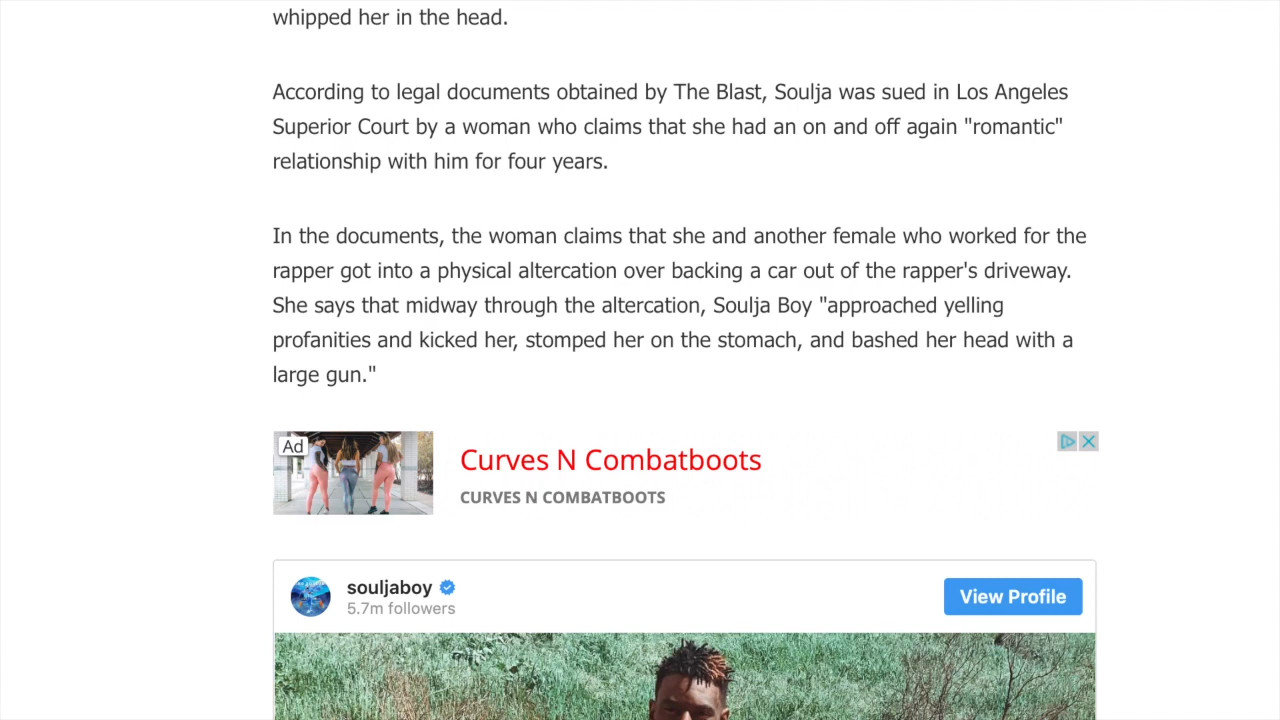 whipped her in the head.
According to legal documents obtained by The Blast, Soulja was sued in Los Angeles
Superior Court by a woman who claims that she had an on and off again "romantic"
relationship with him for four years.
In the documents, the woman claims that she and another female who worked for the
rapper got into a physical altercation over backing a car out of the rapper's driveway.
She says that midway through the altercation, Soulja Boy "approached yelling
profanities and kicked her, stomped her on the stomach, and bashed her head with a
large gun."
Ad
Curves N Combatboots
CURVES N COMBATBOOTS
souljaboy
5.7m followers
View Profile